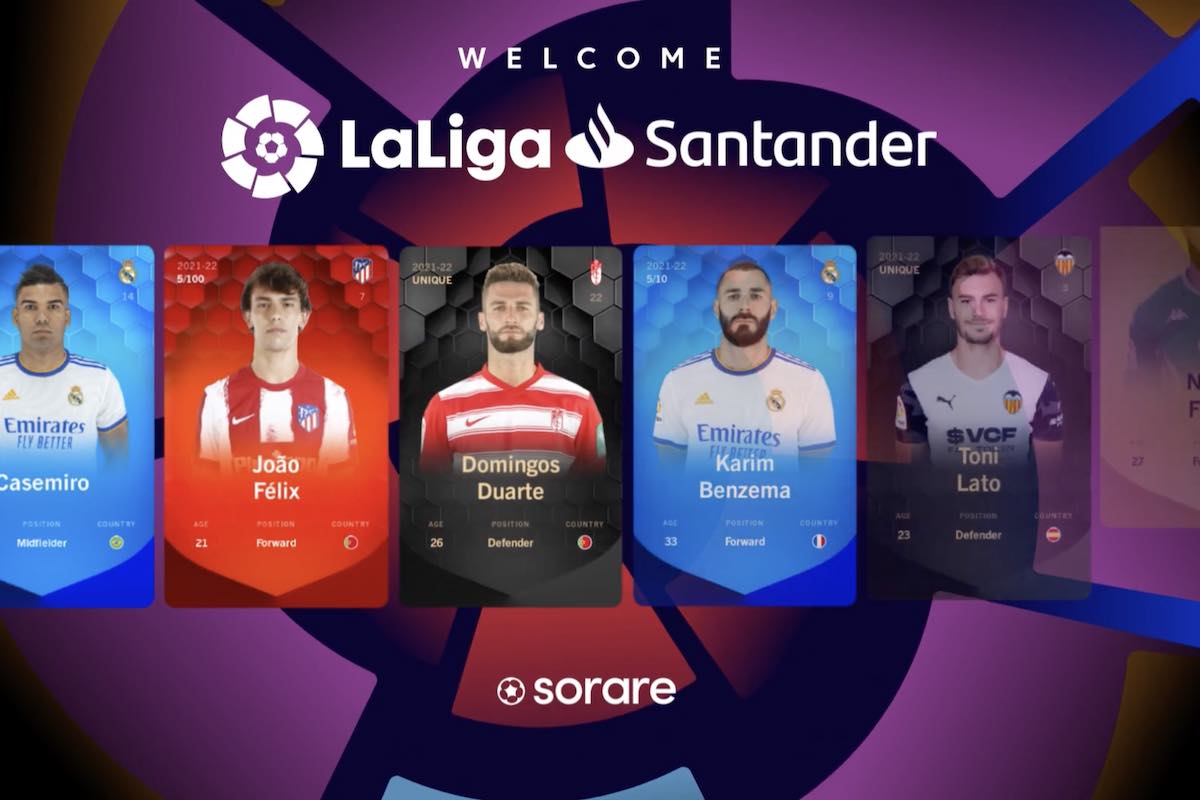 WELCOME
LaLiga Santander
14
Emirates
FLY BETTER
Casemiro
POSITION COUNTRY
Midfielder
2021-22
5/100
7
João
Félix
AGE POSITION COUNTRY
21 Forward
2021-22
UNIQUE
22
Domingos
Duarte
AGE POSITION COUNTRY
26 Defender
2021-22
5/10
9
Emirates
FLY BETTER
Karim
Benzema
AGE POSITION COUNTRY
33 Forward
2021-22
UNIQUE
3
$VCF
Toni
Lato
AGE POSITION COUNTRY
23 Defender
N
F
27
sorare